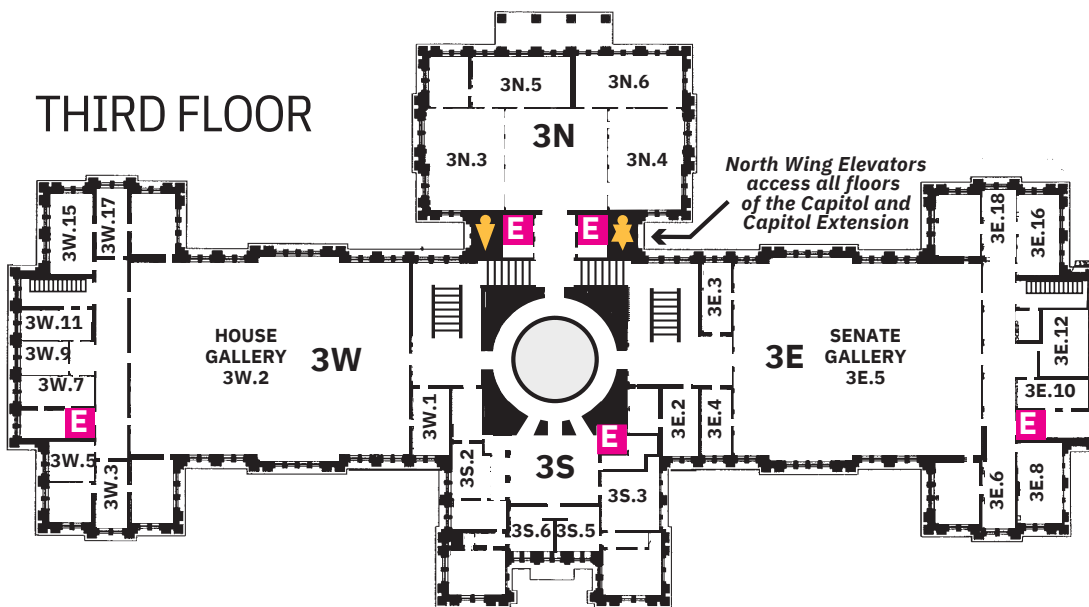 THIRD FLOOR
3N.5
3N.6
3N
3N.3
3N.4
North Wing Elevators
access all floors
of the Capitol and
Capitol Extension
E
E
3W.15
3W.17
3E.18
3E.16
3W.11
3W.9
3W.7
E
3W.5
3W.3
HOUSE
GALLERY
3W.2
3W
3W.1
3E.3
3E
SENATE
GALLERY
3E.5
3E.12
3E.10
E
3E.2
3E.4
3E.6
3E.8
E
3S
3S.2
3S.3
3S.6
3S.5